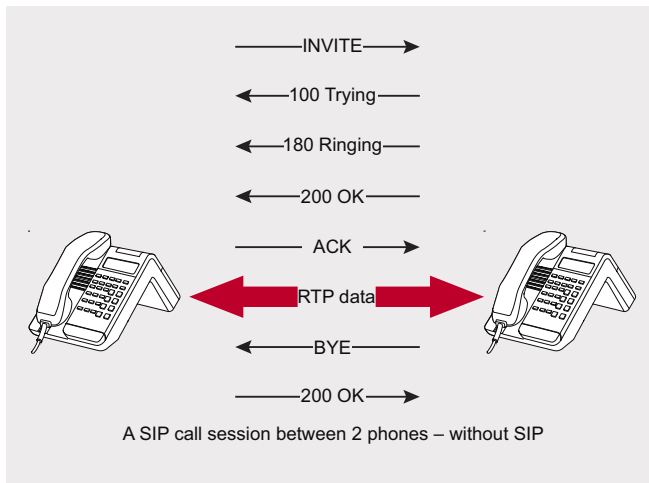 INVITE
100 Trying
180 Ringing
200 OK
ACK
RTP data
BYE
200 OK
A SIP call session between 2 phones – without SIP